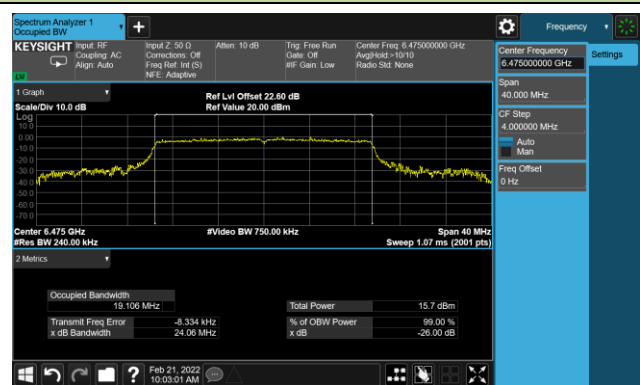 Spectrum Analyzer 1
Occupied BW
Frequency
KEYSIGHT
Input: RF
Coupling: AC
Align: Auto
Input Z: 50 Ω
Corrections: Off
Freq Ref: Int (S)
NFE: Adaptive
Atten: 10 dB
Trig: Free Run
Gate: Off
#IF Gain: Low
Center Freq: 6.475000000 GHz
Avg|Hold:>10/10
Radio Std: None
LW
Center Frequency
6.475000000 GHz
Settings
Span
40.000 MHz
CF Step
4.000000 MHz
Auto
Man
Freq Offset
0 Hz
1 Graph
Scale/Div 10.0 dB
Ref Lvl Offset 22.60 dB
Ref Value 20.00 dBm
Log
10.0
0.00
-10.0
-20.0
-30.0
-40.0
-50.0
-60.0
-70.0
Center 6.475 GHz
#Video BW 750.00 kHz
Span 40 MHz
#Res BW 240.00 kHz
Sweep 1.07 ms (2001 pts)
2 Metrics
Occupied Bandwidth
19.106 MHz
Total Power 15.7 dBm
Transmit Freq Error -8.334 kHz
% of OBW Power 99.00 %
x dB Bandwidth 24.06 MHz
x dB -26.00 dB
Feb 21, 2022
10:03:01 AM